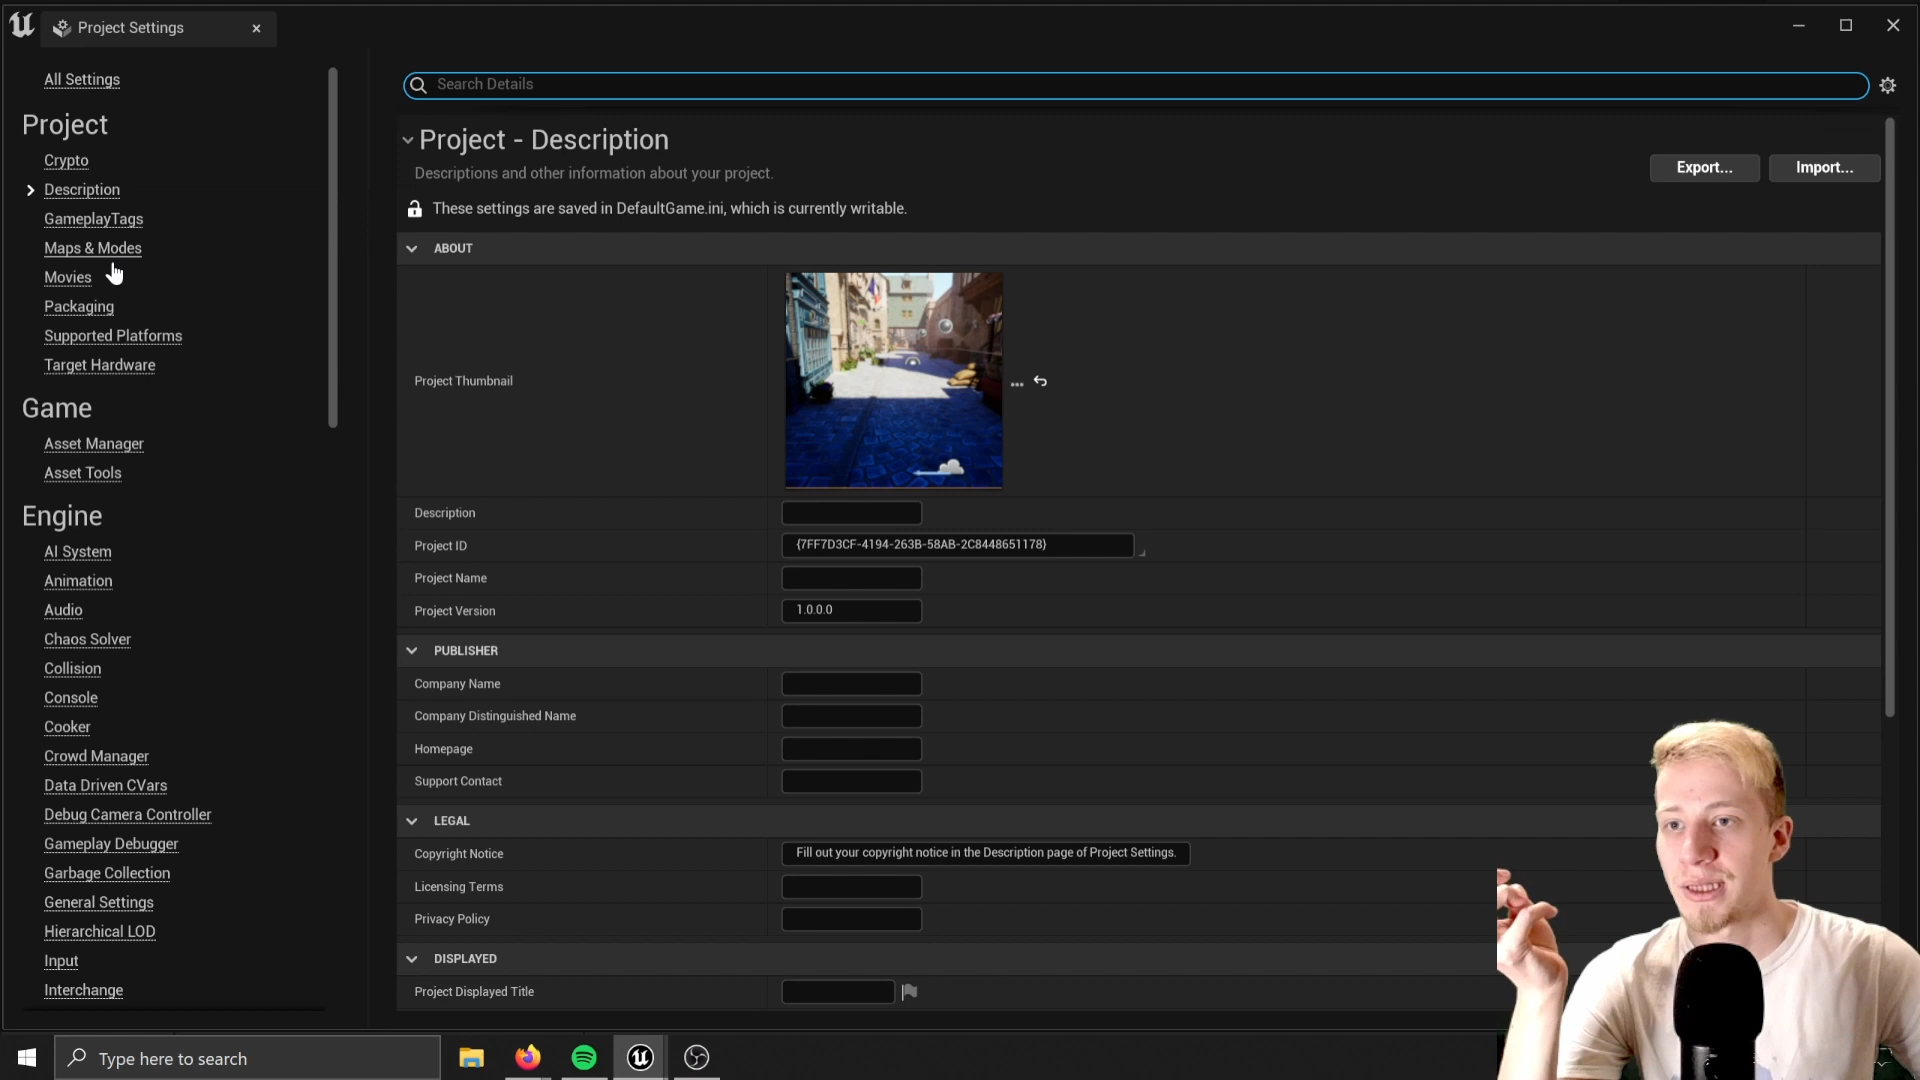 Project Settings
All Settings
Project
Crypto
Description
GameplayTags
Maps & Modes
Movies
Packaging
Supported Platforms
Target Hardware
Game
Asset Manager
Asset Tools
Engine
AI System
Animation
Audio
Chaos Solver
Collision
Console
Cooker
Crowd Manager
Data Driven CVars
Debug Camera Controller
Gameplay Debugger
Garbage Collection
General Settings
Hierarchical LOD
Input
Interchange
Search Details
Project - Description
Descriptions and other information about your project.
Export...
Import...
These settings are saved in DefaultGame.ini, which is currently writable.
ABOUT
Project Thumbnail
Description
Project ID
{7FF7D3CF-4194-263B-58AB-2C8448651178}
Project Name
Project Version
1.0.0.0
PUBLISHER
Company Name
Company Distinguished Name
Homepage
Support Contact
LEGAL
Copyright Notice
Fill out your copyright notice in the Description page of Project Settings.
Licensing Terms
Privacy Policy
DISPLAYED
Project Displayed Title
Type here to search